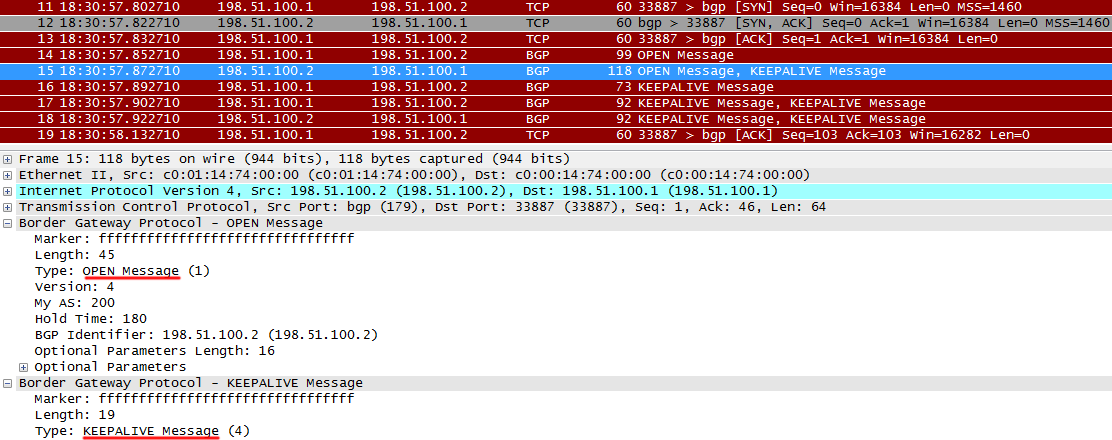 11 18:30:57.802710 198.51.100.1 198.51.100.2 TCP 60 33887 > bgp [SYN] Seq=0 Win=16384 Len=0 MSS=1460
12 18:30:57.822710 198.51.100.2 198.51.100.1 TCP 60 bgp > 33887 [SYN, ACK] Seq=0 Ack=1 Win=16384 Len=0 MSS=1460
13 18:30:57.832710 198.51.100.1 198.51.100.2 TCP 60 33887 > bgp [ACK] Seq=1 Ack=1 Win=16384 Len=0
14 18:30:57.852710 198.51.100.1 198.51.100.2 BGP 99 OPEN Message
15 18:30:57.872710 198.51.100.2 198.51.100.1 BGP 118 OPEN Message, KEEPALIVE Message
16 18:30:57.892710 198.51.100.1 198.51.100.2 BGP 73 KEEPALIVE Message
17 18:30:57.902710 198.51.100.1 198.51.100.2 BGP 92 KEEPALIVE Message, KEEPALIVE Message
18 18:30:57.922710 198.51.100.2 198.51.100.1 BGP 92 KEEPALIVE Message, KEEPALIVE Message
19 18:30:58.132710 198.51.100.1 198.51.100.2 TCP 60 33887 > bgp [ACK] Seq=103 Ack=103 Win=16282 Len=0
Frame 15: 118 bytes on wire (944 bits), 118 bytes captured (944 bits)
Ethernet II, Src: c0:01:14:74:00:00 (c0:01:14:74:00:00), Dst: c0:00:14:74:00:00 (c0:00:14:74:00:00)
Internet Protocol Version 4, Src: 198.51.100.2 (198.51.100.2), Dst: 198.51.100.1 (198.51.100.1)
Transmission Control Protocol, Src Port: bgp (179), Dst Port: 33887 (33887), Seq: 1, Ack: 46, Len: 64
Border Gateway Protocol - OPEN Message
Marker: ffffffffffffffffffffffffffffffff
Length: 45
Type: OPEN Message (1)
Version: 4
My AS: 200
Hold Time: 180
BGP Identifier: 198.51.100.2 (198.51.100.2)
Optional Parameters Length: 16
Optional Parameters
Border Gateway Protocol - KEEPALIVE Message
Marker: ffffffffffffffffffffffffffffffff
Length: 19
Type: KEEPALIVE Message (4)